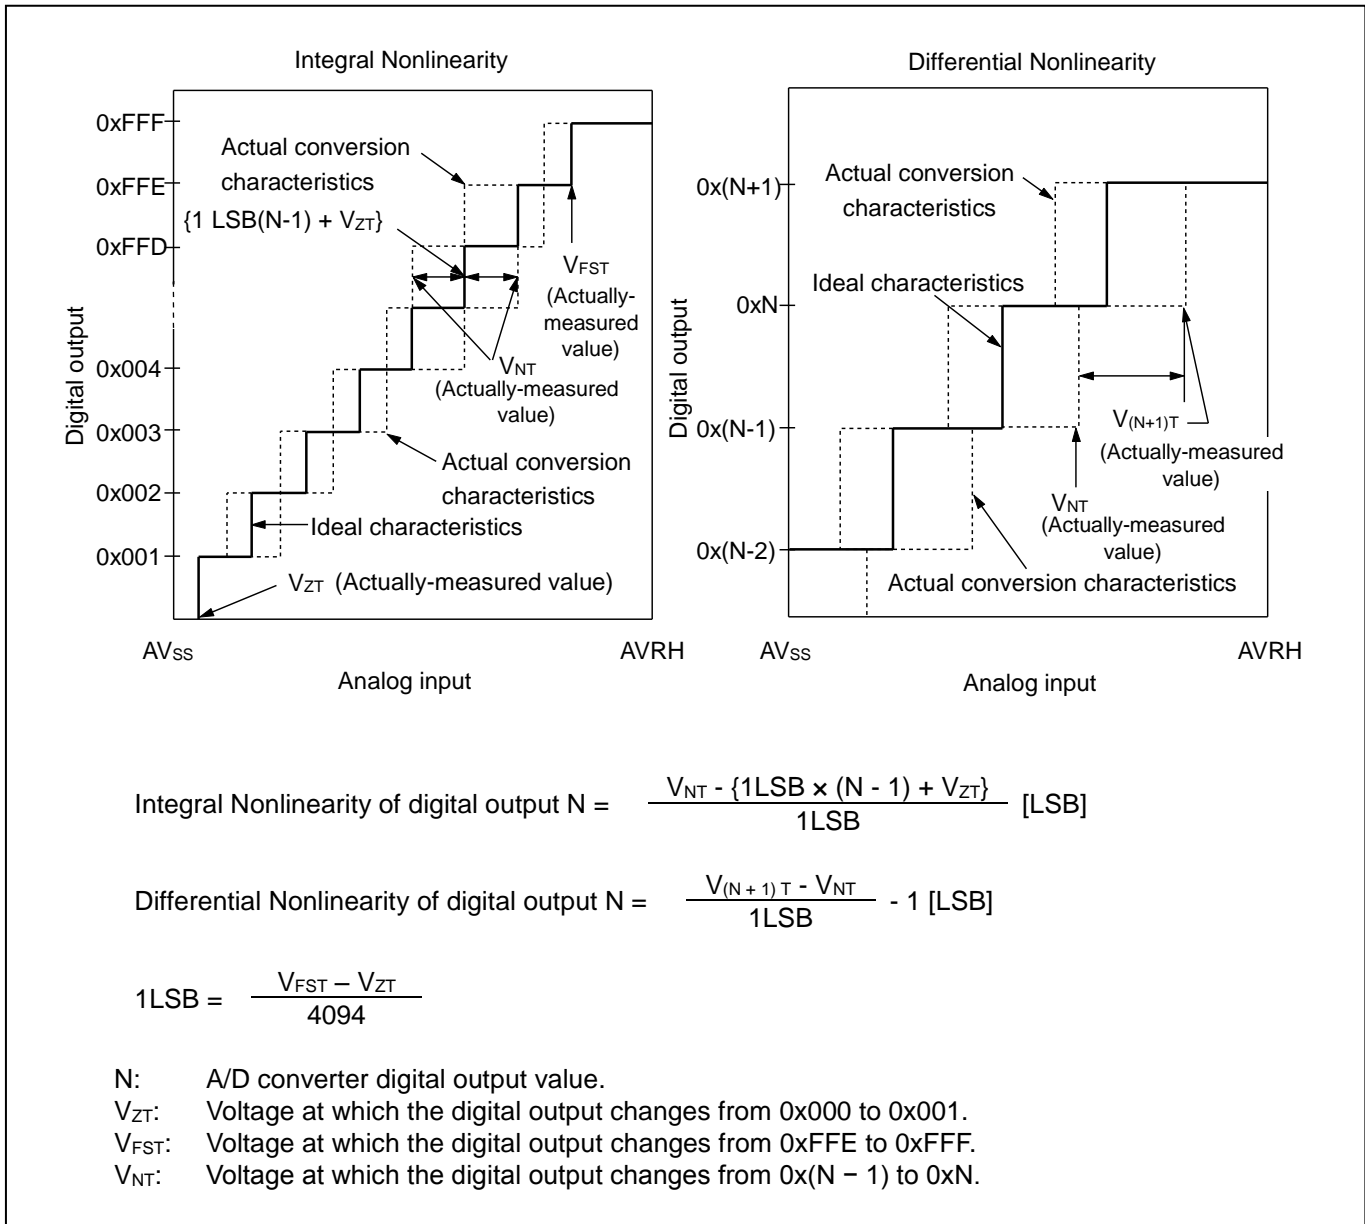 Integral Nonlinearity
0xFFF
0xFFE
0xFFD
0x004
0x003
0x002
0x001
Digital output
Actual conversion
characteristics
{1 LSB(N-1) + VZT}
VFST
(Actually-
measured
value)
VNT
(Actually-measured
value)
Actual conversion
characteristics
Ideal characteristics
VZT (Actually-measured value)
AVSS
AVRH
Analog input
Differential Nonlinearity
0x(N+1)
0xN
0x(N-1)
0x(N-2)
Digital output
Actual conversion
characteristics
Ideal characteristics
V(N+1)T
(Actually-measured
value)
VNT
(Actually-measured
value)
Actual conversion characteristics
AVSS
AVRH
Analog input
Integral Nonlinearity of digital output N = VNT - {1LSB × (N - 1) + VZT} / 1LSB [LSB]
Differential Nonlinearity of digital output N = V(N + 1) T - VNT / 1LSB - 1 [LSB]
1LSB = VFST – VZT / 4094
N: A/D converter digital output value.
VZT: Voltage at which the digital output changes from 0x000 to 0x001.
VFST: Voltage at which the digital output changes from 0xFFE to 0xFFF.
VNT: Voltage at which the digital output changes from 0x(N − 1) to 0xN.